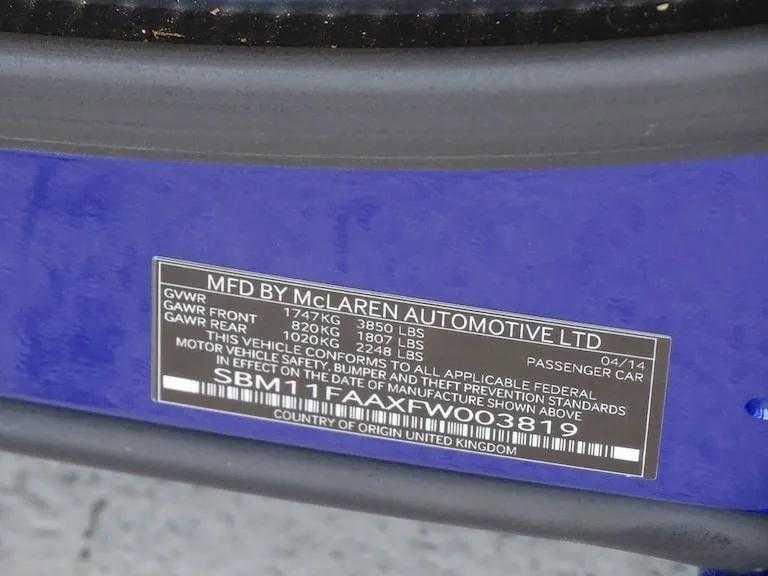 MFD BY McLAREN AUTOMOTIVE LTD
GVWR 1747KG 3850 LBS 04/14
GAWR FRONT 820KG 1807 LBS PASSENGER CAR
GAWR REAR 1020KG 2248 LBS
THIS VEHICLE CONFORMS TO ALL APPLICABLE FEDERAL
MOTOR VEHICLE SAFETY, BUMPER AND THEFT PREVENTION STANDARDS
IN EFFECT ON THE DATE OF MANUFACTURE SHOWN ABOVE
SBM11FAAXFW003819
COUNTRY OF ORIGIN UNITED KINGDOM